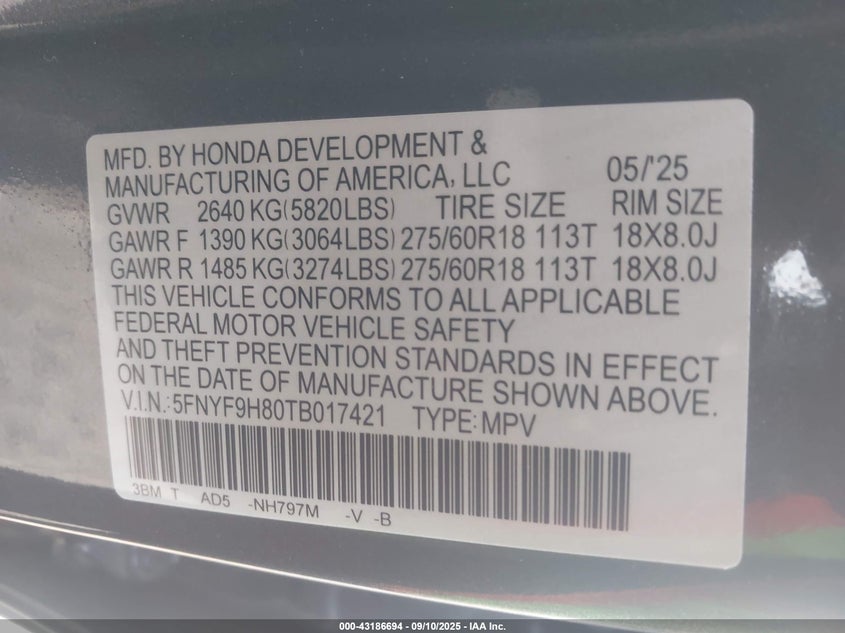 MFD. BY HONDA DEVELOPMENT &
MANUFACTURING OF AMERICA, LLC 05/'25
GVWR 2640 KG(5820LBS) TIRE SIZE RIM SIZE
GAWR F 1390 KG(3064LBS) 275/60R18 113T 18X8.0J
GAWR R 1485 KG(3274LBS) 275/60R18 113T 18X8.0J
THIS VEHICLE CONFORMS TO ALL APPLICABLE
FEDERAL MOTOR VEHICLE SAFETY
AND THEFT PREVENTION STANDARDS IN EFFECT
ON THE DATE OF MANUFACTURE SHOWN ABOVE.
V.I.N.:5FNYF9H80TB017421 TYPE:MPV
3BM T AD5 -NH797M -V -B
000-43186694 - 09/10/2025 - IAA Inc.